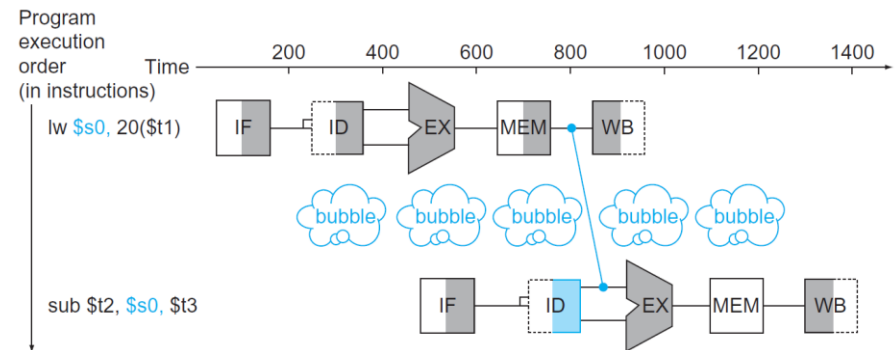 Program
execution
order
(in instructions)
Time
200 400 600 800 1000 1200 1400
lw $s0, 20($t1)
IF ID EX MEM WB
bubble bubble bubble bubble bubble
sub $t2, $s0, $t3
IF ID EX MEM WB